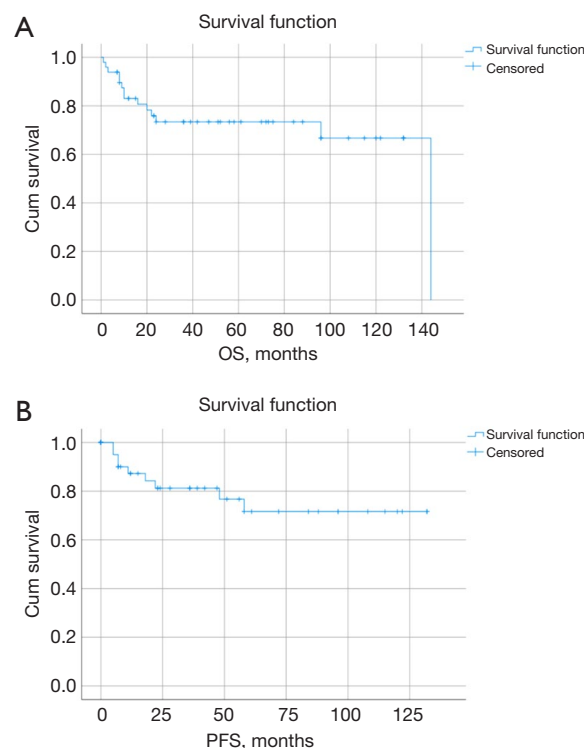 A
Survival function
1.0
0.8
0.6
0.4
0.2
0.0
Cum survival
0 20 40 60 80 100 120 140
OS, months
Survival function
Censored
B
Survival function
1.0
0.8
0.6
0.4
0.2
0.0
Cum survival
0 25 50 75 100 125
PFS, months
Survival function
Censored